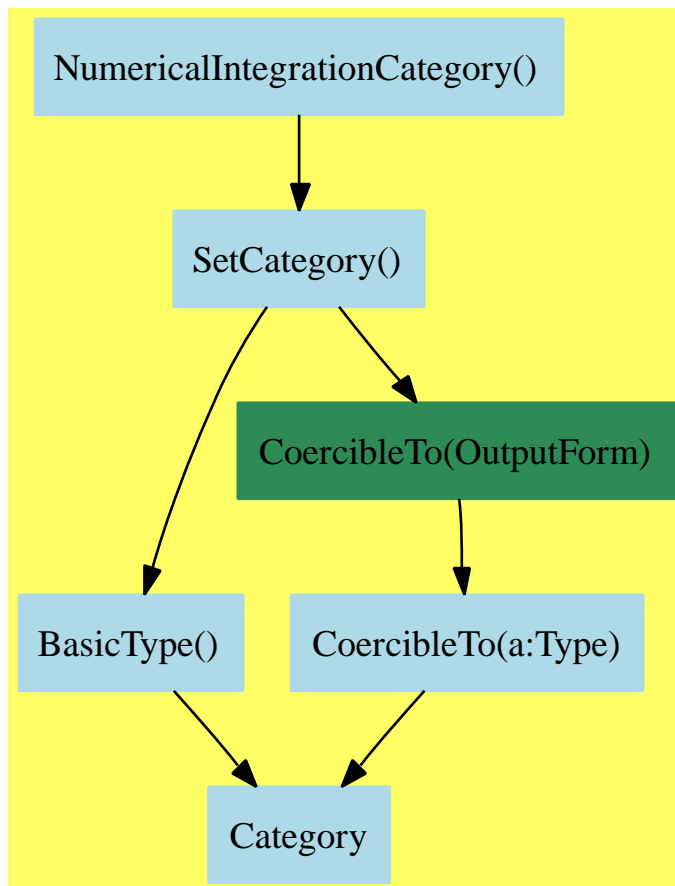 NumericalIntegrationCategory()
SetCategory()
CoercibleTo(OutputForm)
BasicType()
CoercibleTo(a:Type)
Category